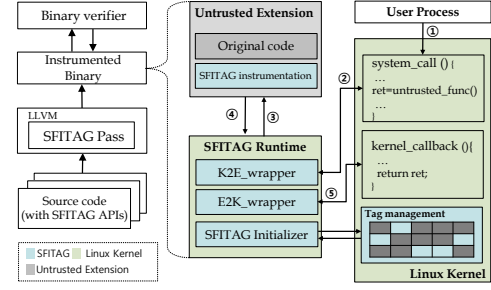 Binary verifier
Instrumented
Binary
LLVM
SFITAG Pass
Source code
(with SFITAG APIs)
SFITAG
Linux Kernel
Untrusted Extension
Untrusted Extension
Original code
SFITAG instrumentation
④
③
SFITAG Runtime
K2E_wrapper
E2K_wrapper
SFITAG Initializer
②
⑤
User Process
①
system_call () {
...
ret=untrusted_func()
...
}
kernel_callback (){
...
return ret;
}
Tag management
Linux Kernel